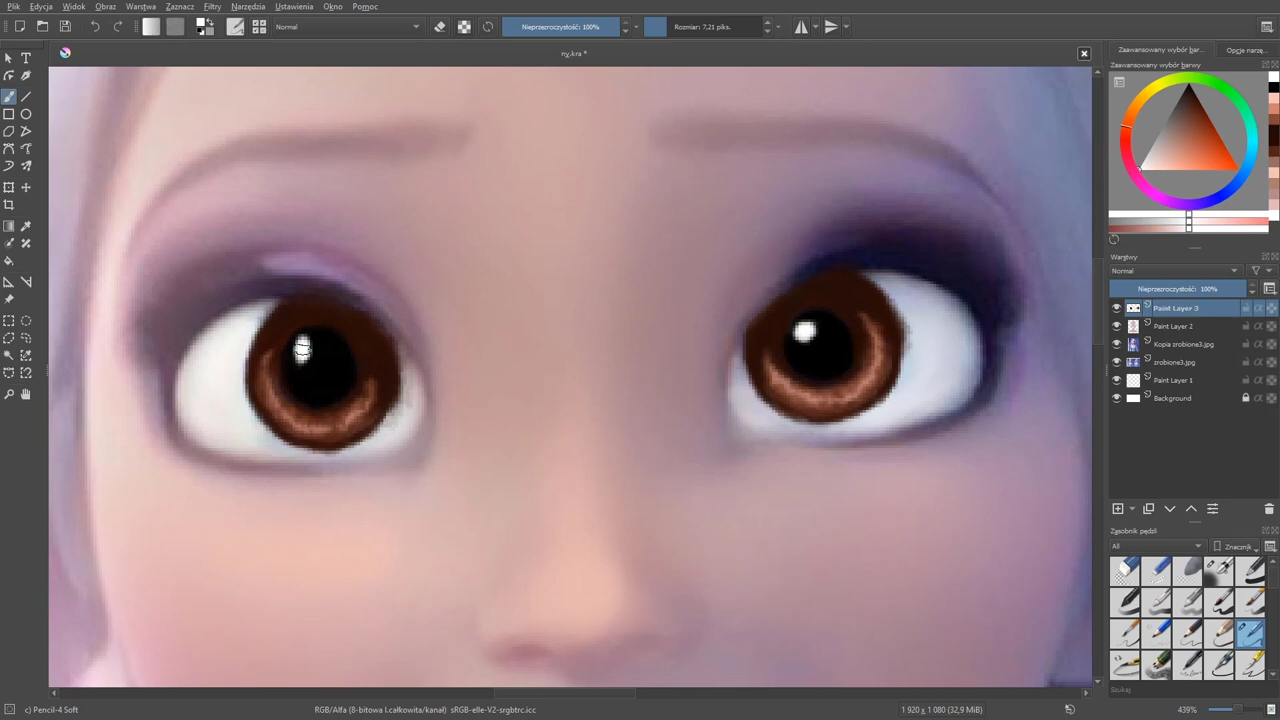 Plik Edycja Widok Obraz Warstwa Zaznacz Filtry Narzędzia Ustawienia Okno Pomoc
Normal Nieprzezroczystość: 100% Rozmiar: 7,21 piks.
ny.kra *
Zaawansowany wybór bar... Opcje narzę...
Zaawansowany wybór barwy
Warstwy
Normal
Nieprzezroczystość: 100%
Paint Layer 3
Paint Layer 2
Kopia zrobione3.jpg
zrobione3.jpg
Paint Layer 1
Background
Zasobnik pędzli
All Znacznik
Szukaj
c) Pencil-4 Soft RGB/Alfa (8-bitowa l.całkowita/kanał) sRGB-elle-V2-srgbtrc.icc 1 920 x 1 080 (32,9 MiB) 439%